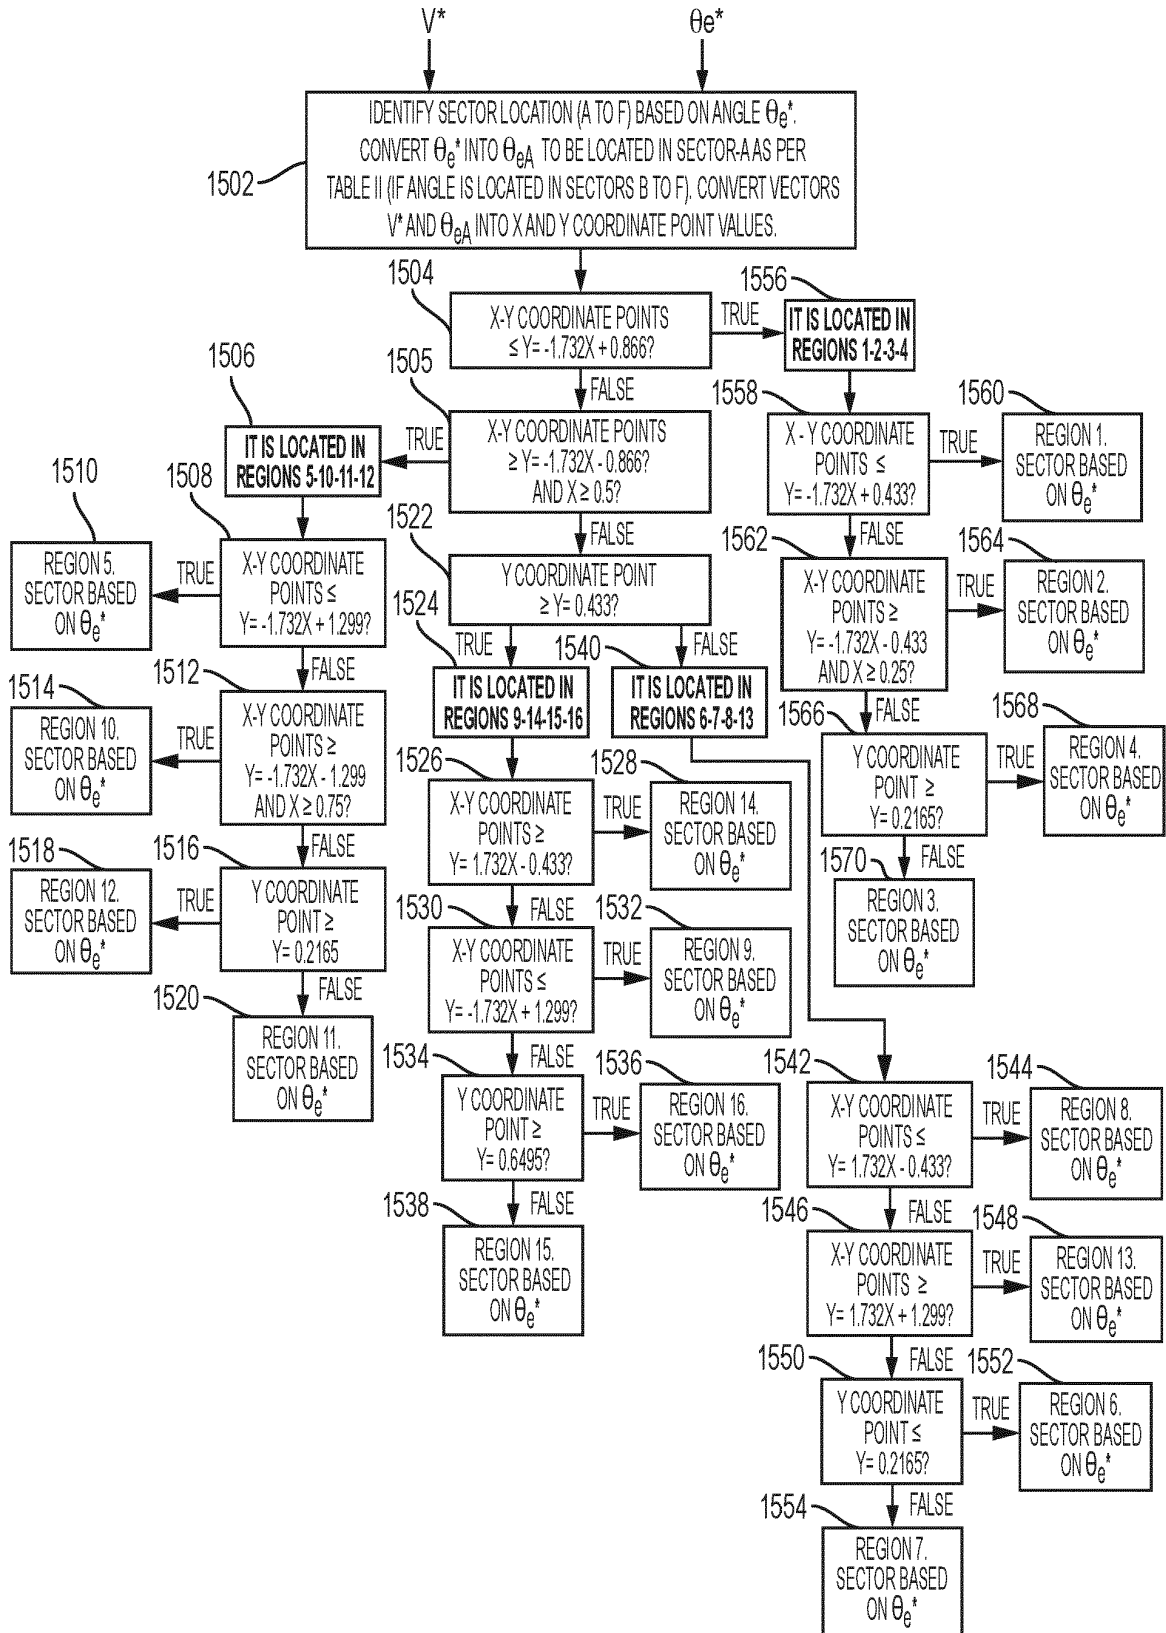 V*
θe*
IDENTIFY SECTOR LOCATION (A TO F) BASED ON ANGLE θe*.
CONVERT θe* INTO θeA TO BE LOCATED IN SECTOR-A AS PER
TABLE II (IF ANGLE IS LOCATED IN SECTORS B TO F). CONVERT VECTORS
V* AND θeA INTO X AND Y COORDINATE POINT VALUES.
1502
1504
X-Y COORDINATE POINTS
≤ Y= -1.732X + 0.866?
TRUE
FALSE
1556
IT IS LOCATED IN
REGIONS 1-2-3-4
1505
X-Y COORDINATE POINTS
≥ Y= -1.732X - 0.866?
AND X ≥ 0.5?
TRUE
FALSE
1506
IT IS LOCATED IN
REGIONS 5-10-11-12
1558
X - Y COORDINATE
POINTS ≤
Y= -1.732X + 0.433?
TRUE
FALSE
1560
REGION 1.
SECTOR BASED
ON θe*
1508
X-Y COORDINATE
POINTS ≤
Y= -1.732X + 1.299?
TRUE
FALSE
1510
REGION 5.
SECTOR BASED
ON θe*
1522
Y COORDINATE POINT
≥ Y= 0.433?
TRUE
FALSE
1562
X-Y COORDINATE
POINTS ≥
Y= -1.732X - 0.433
AND X ≥ 0.25?
TRUE
FALSE
1564
REGION 2.
SECTOR BASED
ON θe*
1524
IT IS LOCATED IN
REGIONS 9-14-15-16
1540
IT IS LOCATED IN
REGIONS 6-7-8-13
1512
X-Y COORDINATE
POINTS ≥
Y= -1.732X - 1.299
AND X ≥ 0.75?
TRUE
FALSE
1514
REGION 10.
SECTOR BASED
ON θe*
1566
Y COORDINATE
POINT ≥
Y= 0.2165?
TRUE
FALSE
1568
REGION 4.
SECTOR BASED
ON θe*
1570
REGION 3.
SECTOR BASED
ON θe*
1526
X-Y COORDINATE
POINTS ≥
Y= 1.732X - 0.433?
TRUE
FALSE
1528
REGION 14.
SECTOR BASED
ON θe*
1516
Y COORDINATE
POINT ≥
Y= 0.2165
TRUE
FALSE
1518
REGION 12.
SECTOR BASED
ON θe*
1520
REGION 11.
SECTOR BASED
ON θe*
1530
X-Y COORDINATE
POINTS ≤
Y= -1.732X + 1.299?
TRUE
FALSE
1532
REGION 9.
SECTOR BASED
ON θe*
1534
Y COORDINATE
POINT ≥
Y= 0.6495?
TRUE
FALSE
1536
REGION 16.
SECTOR BASED
ON θe*
1538
REGION 15.
SECTOR BASED
ON θe*
1542
X-Y COORDINATE
POINTS ≤
Y= 1.732X - 0.433?
TRUE
FALSE
1544
REGION 8.
SECTOR BASED
ON θe*
1546
X-Y COORDINATE
POINTS ≥
Y= 1.732X + 1.299?
TRUE
FALSE
1548
REGION 13.
SECTOR BASED
ON θe*
1550
Y COORDINATE
POINT ≤
Y= 0.2165?
TRUE
FALSE
1552
REGION 6.
SECTOR BASED
ON θe*
1554
REGION 7.
SECTOR BASED
ON θe*